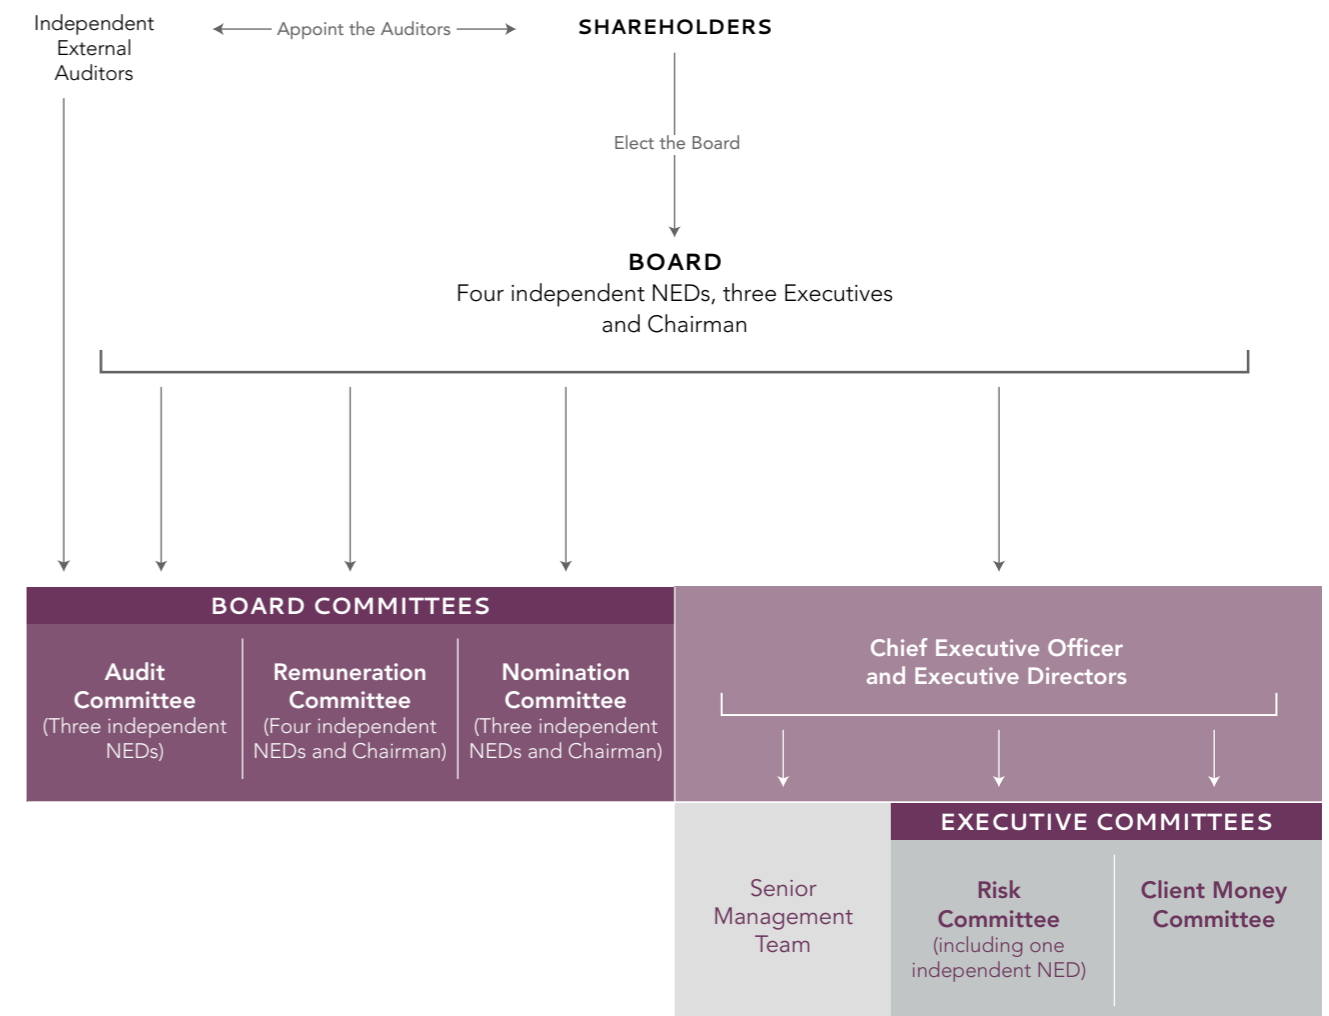 Independent
External
Auditors
Appoint the Auditors
SHAREHOLDERS
Elect the Board
BOARD
Four independent NEDs, three Executives
and Chairman
BOARD COMMITTEES
Audit
Committee
(Three independent
NEDs)
Remuneration
Committee
(Four independent
NEDs and Chairman)
Nomination
Committee
(Three independent
NEDs and Chairman)
Chief Executive Officer
and Executive Directors
Senior
Management
Team
EXECUTIVE COMMITTEES
Risk
Committee
(including one
independent NED)
Client Money
Committee